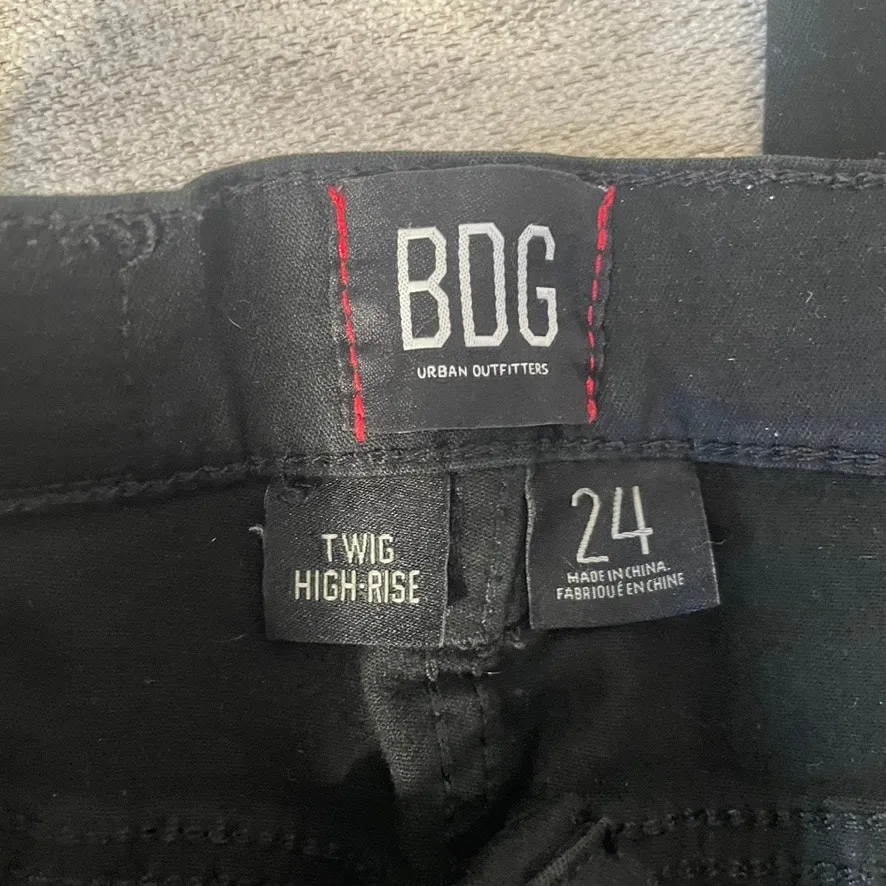 BDG
URBAN OUTFITTERS
TWIG
HIGH-RISE
24
MADE IN CHINA.
FABRIQUÉ EN CHINE